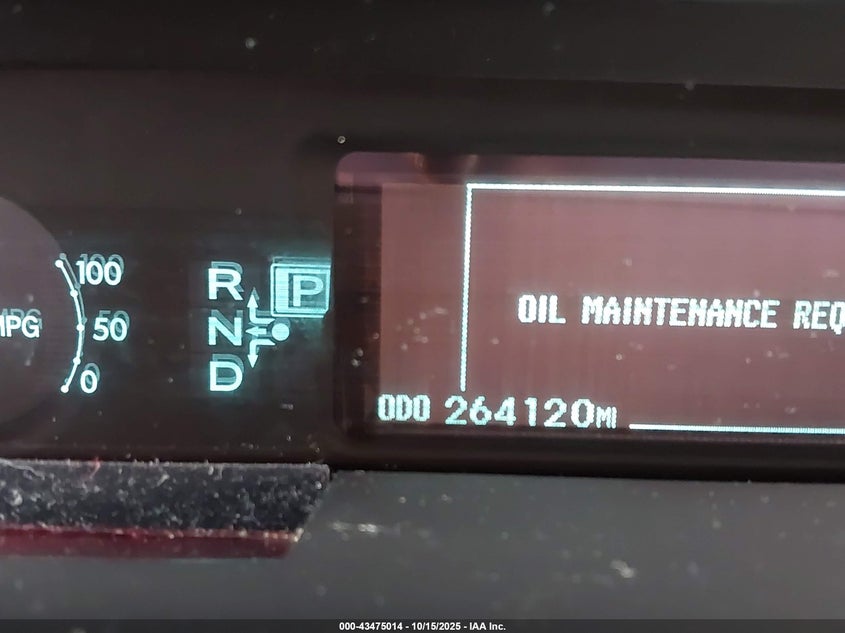 MPG
100
50
0
R
N
D
P
OIL MAINTENANCE REQ
ODO 264120MI
000-43475014 - 10/15/2025 - IAA Inc.